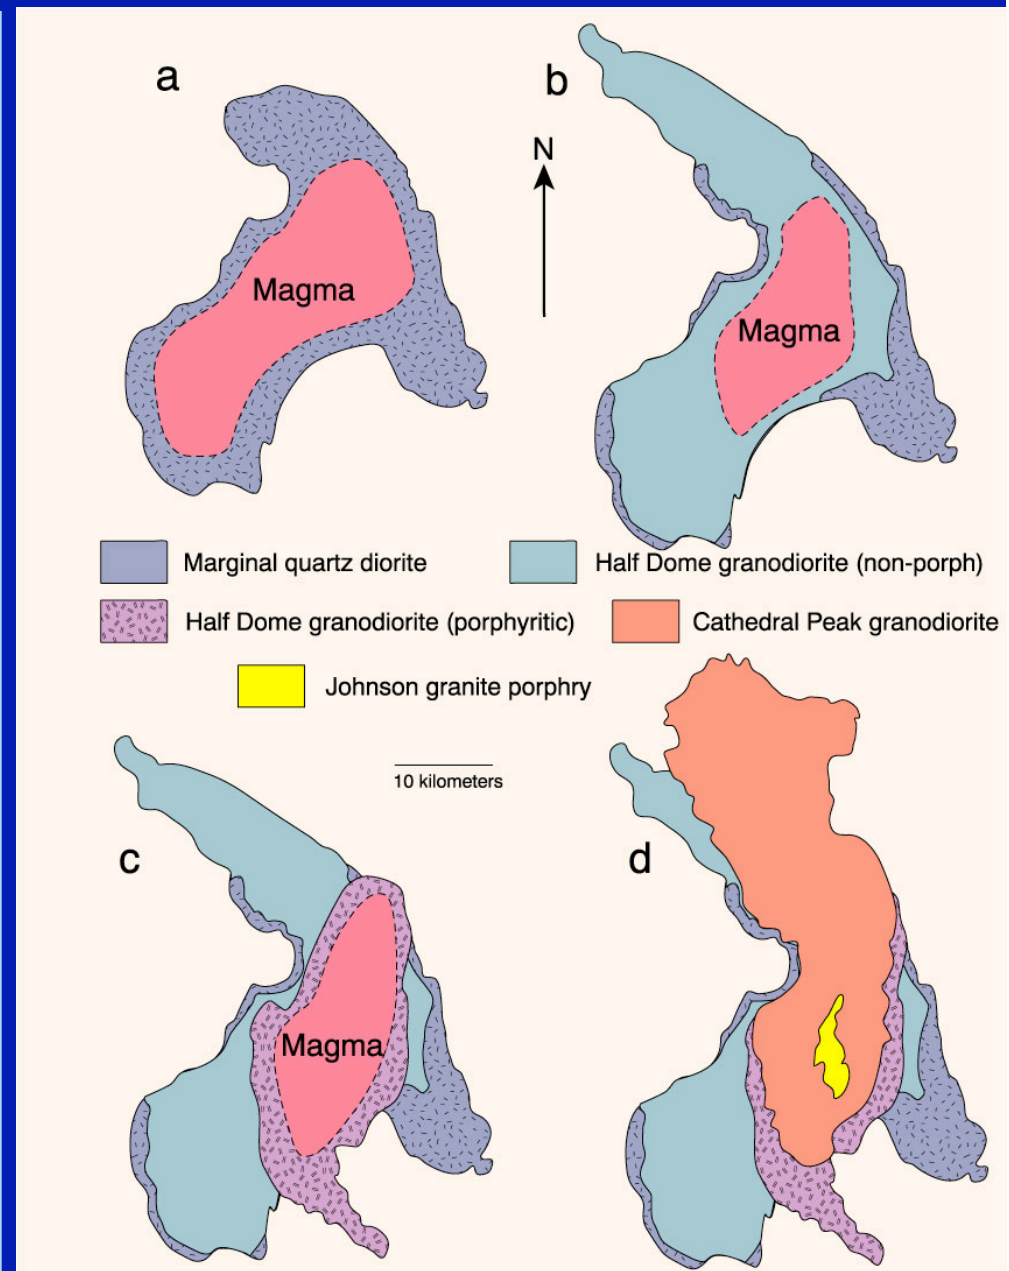 a
b
N
Magma
Magma
Marginal quartz diorite
Half Dome granodiorite (non-porph)
Half Dome granodiorite (porphyritic)
Cathedral Peak granodiorite
Johnson granite porphry
10 kilometers
c
d
Magma